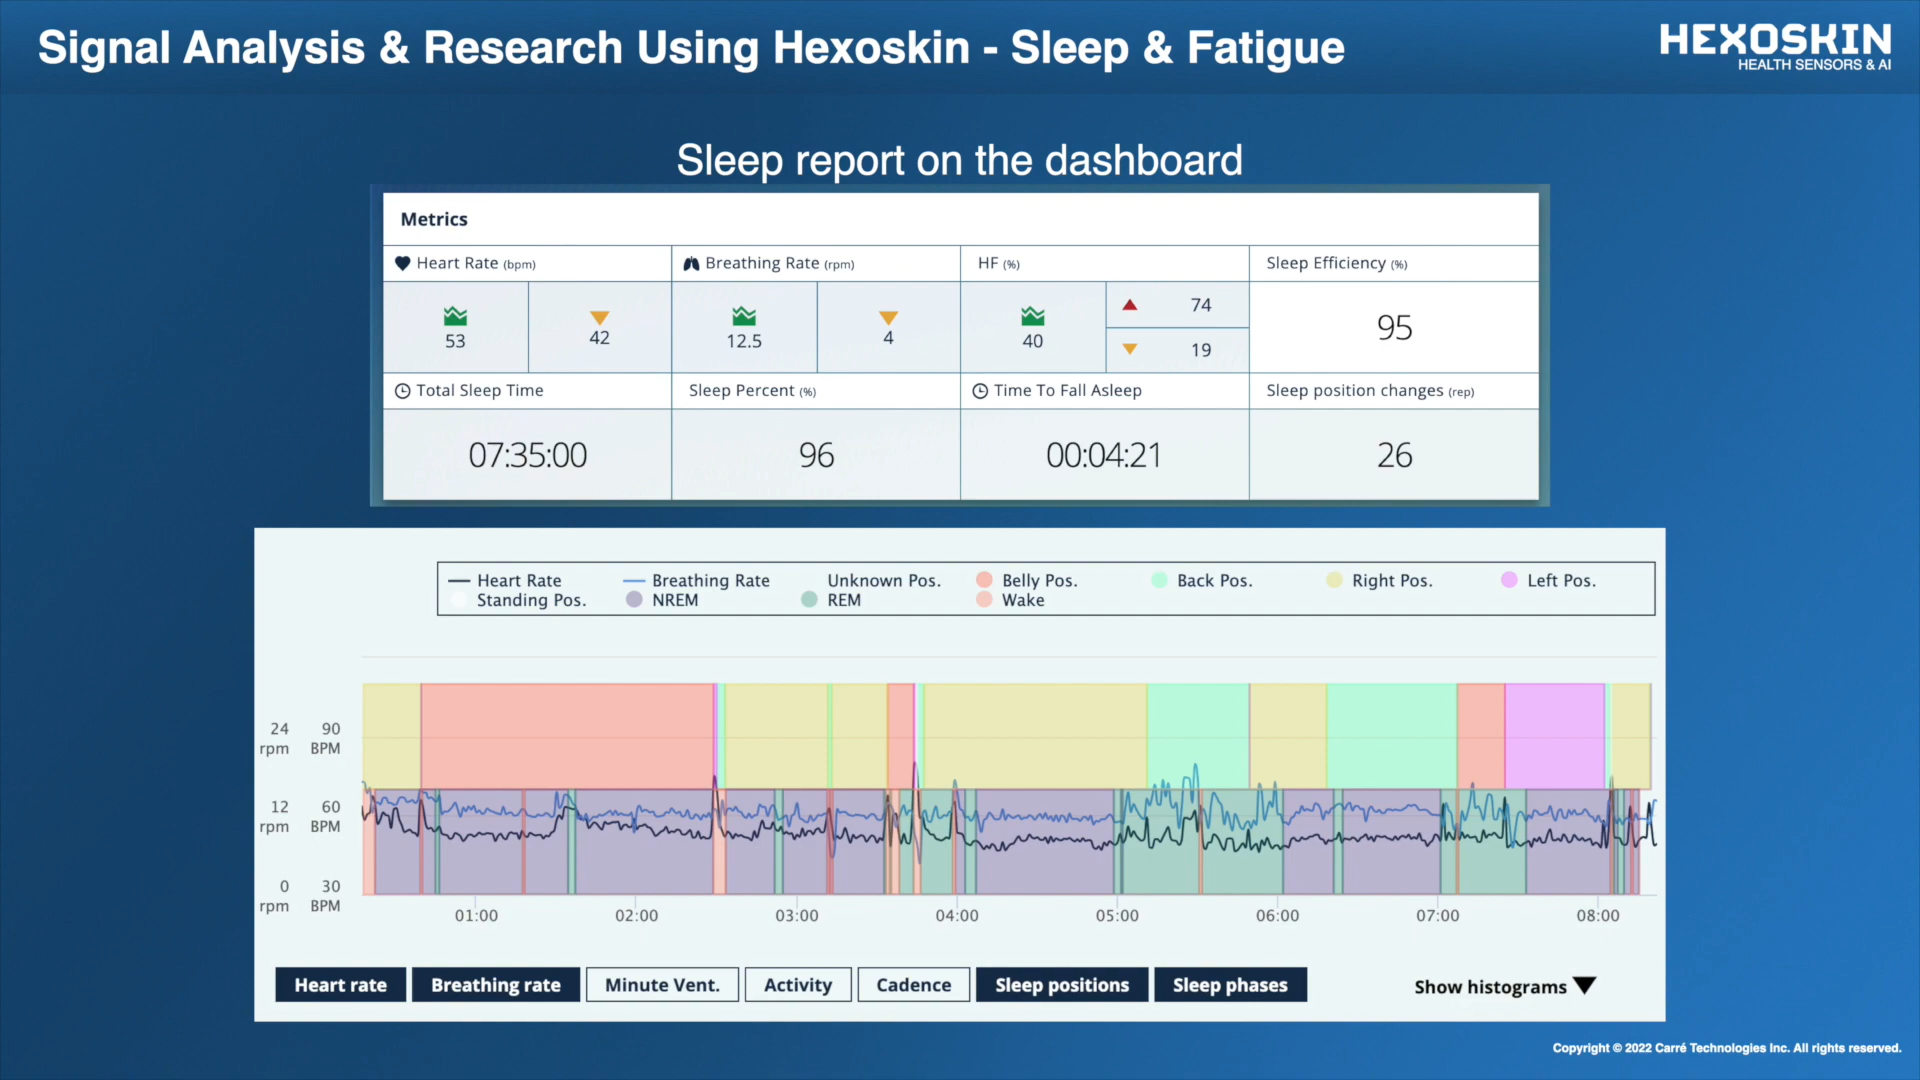 Signal Analysis & Research Using Hexoskin - Sleep & Fatigue
HEXOSKIN
HEALTH SENSORS & AI
Sleep report on the dashboard
Metrics
Heart Rate (bpm) Breathing Rate (rpm) HF (%) Sleep Efficiency (%)
53 42 12.5 4 40 74 19 95
Total Sleep Time Sleep Percent (%) Time To Fall Asleep Sleep position changes (rep)
07:35:00 96 00:04:21 26
Heart Rate Breathing Rate Unknown Pos. Belly Pos. Back Pos. Right Pos. Left Pos.
Standing Pos. NREM REM Wake
24 90
rpm BPM
12 60
rpm BPM
0 30
rpm BPM
01:00 02:00 03:00 04:00 05:00 06:00 07:00 08:00
Heart rate Breathing rate Minute Vent. Activity Cadence Sleep positions Sleep phases Show histograms
Copyright © 2022 Carré Technologies Inc. All rights reserved.